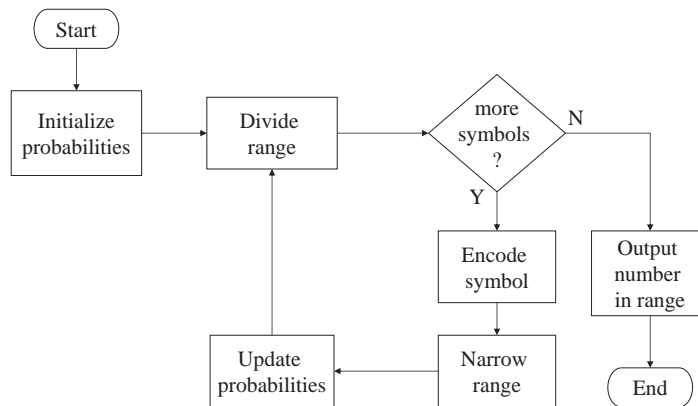 Start
Initialize
probabilities
Divide
range
more
symbols
?
N
Y
Encode
symbol
Output
number
in range
Update
probabilities
Narrow
range
End